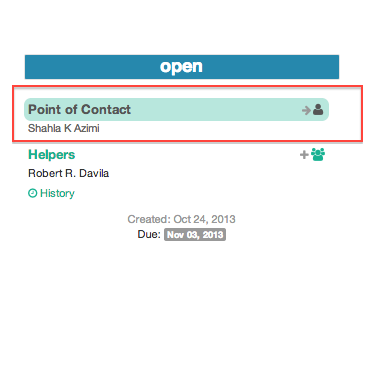 open
Point of Contact
Shahla K Azimi
Helpers
Robert R. Davila
History
Created: Oct 24, 2013
Due: Nov 03, 2013